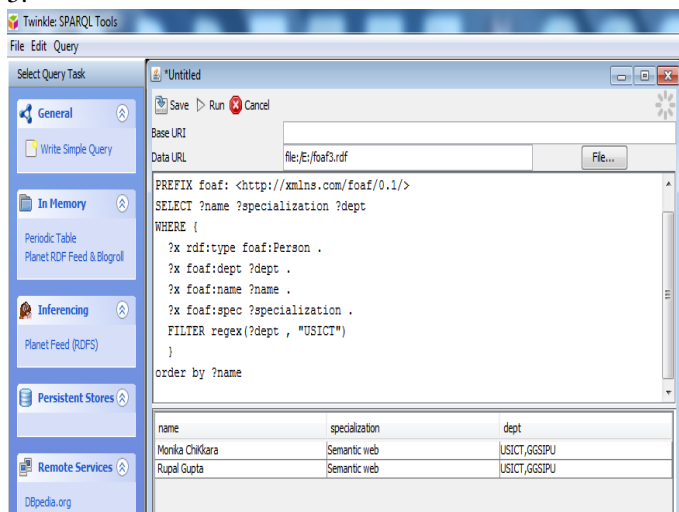 Twinkle: SPARQL Tools
File Edit Query
Select Query Task
General
Write Simple Query
In Memory
Periodic Table
Planet RDF Feed & Blogroll
Inferencing
Planet Feed (RDFS)
Persistent Stores
Remote Services
DBpedia.org
*Untitled
Save Run Cancel
Base URI
Data URL file:/E:/foaf3.rdf File...
PREFIX foaf: <http://xmlns.com/foaf/0.1/>
SELECT ?name ?specialization ?dept
WHERE {
?x rdf:type foaf:Person .
?x foaf:dept ?dept .
?x foaf:name ?name .
?x foaf:spec ?specialization .
FILTER regex(?dept , "USICT")
}
order by ?name
name specialization dept
Monika Chikkara Semantic web USICT,GGSIPU
Rupal Gupta Semantic web USICT,GGSIPU